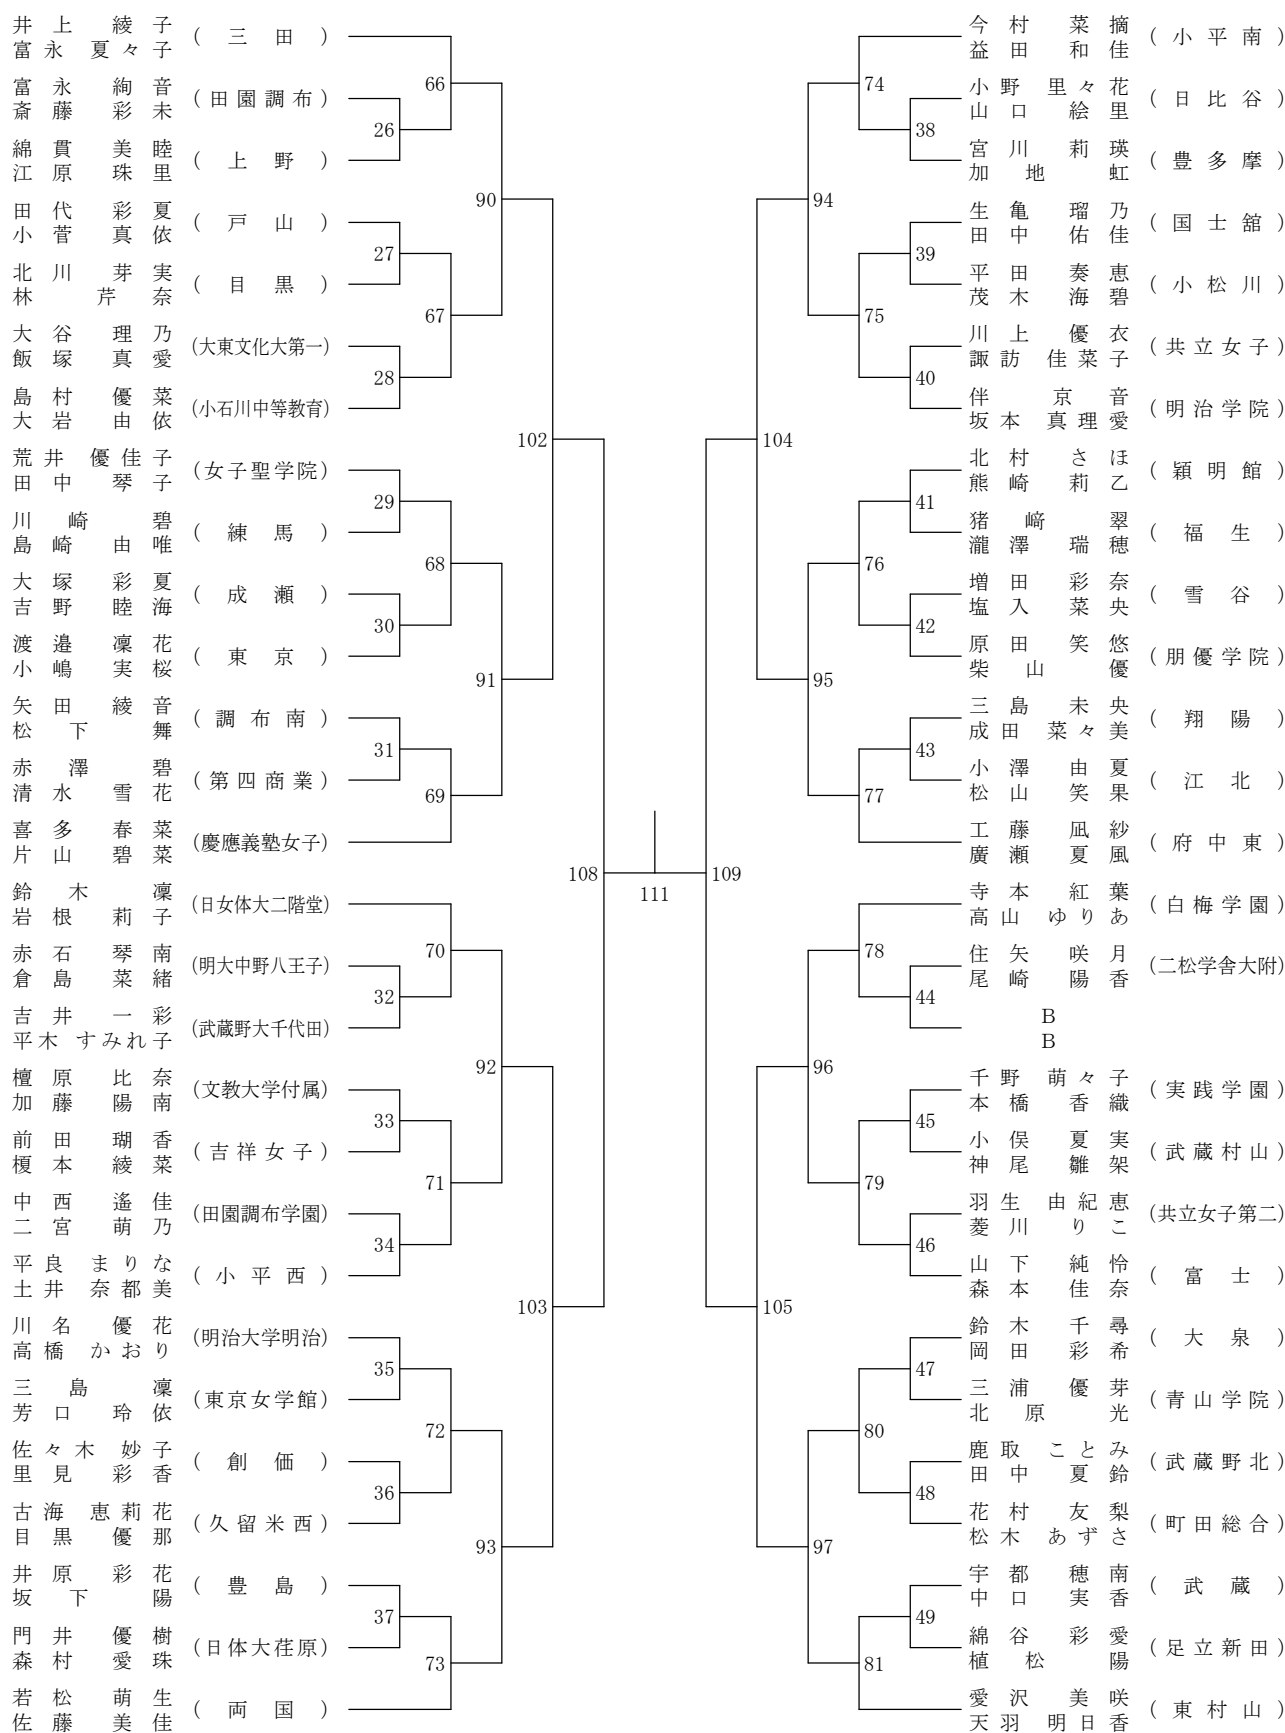 井上 綾子
富永 夏々子
(三田)
富永 絢音
斎藤 彩未
(田園調布)
綿貫 美睦
江原 珠里
(上野)
田代 彩夏
小菅 真依
(戸山)
北川 芽実
林 芹奈
(目黒)
大谷 理乃
飯塚 真愛
(大東文化大第一)
島村 優菜
大岩 由依
(小石川中等教育)
荒井 優佳子
田中 琴子
(女子聖学院)
川崎 碧
島崎 由唯
(練馬)
大塚 彩夏
吉野 睦海
(成瀬)
渡邉 凜花
小嶋 実桜
(東京)
矢田 綾音
松下 舞
(調布南)
赤澤 碧
清水 雪花
(第四商業)
喜多 春菜
片山 碧菜
(慶應義塾女子)
鈴木 凜
岩根 莉子
(日女体大二階堂)
赤石 琴南
倉島 菜緒
(明大中野八王子)
吉井 一彩
平木 すみれ子
(武蔵野大千代田)
檀原 比奈
加藤 陽南
(文教大学付属)
前田 瑚香
榎本 綾菜
(吉祥女子)
中西 遙佳
二宮 萌乃
(田園調布学園)
平良 まりな
土井 奈都美
(小平西)
川名 優花
高橋 かおり
(明治大学明治)
三島 凜
芳口 玲依
(東京女学館)
佐々木 妙子
里見 彩香
(創価)
古海 恵莉花
目黒 優那
(久留米西)
井原 彩花
坂下 陽
(豊島)
門井 優樹
森村 愛珠
(日体大荏原)
若松 萌生
佐藤 美佳
(両国)
66
26
90
27
67
28
102
29
68
30
91
31
69
108
70
32
92
33
71
34
103
35
72
36
93
37
73
111
109
74
38
94
39
75
40
104
41
76
42
95
43
77
78
44
96
45
79
46
105
47
80
48
97
49
81
今村 菜摘
益田 和佳
(小平南)
小野 里々花
山口 絵里
(日比谷)
宮川 莉瑛
加地 虹
(豊多摩)
生亀 瑠乃
田中 佑佳
(国士舘)
平田 奏恵
茂木 海碧
(小松川)
川上 優衣
諏訪 佳菜子
(共立女子)
伴 京音
坂本 真理愛
(明治学院)
北村 さほ
熊崎 莉乙
(穎明館)
猪﨑 翠
瀧澤 瑞穂
(福生)
増田 彩奈
塩入 菜央
(雪谷)
原田 笑悠
柴山 優
(朋優学院)
三島 未央
成田 菜々美
(翔陽)
小澤 由夏
松山 笑果
(江北)
工藤 凪紗
廣瀬 夏風
(府中東)
寺本 紅葉
高山 ゆりあ
(白梅学園)
住矢 咲月
尾崎 陽香
(二松学舎大附)
B
B
千野 萌々子
本橋 香織
(実践学園)
小俣 夏実
神尾 雛架
(武蔵村山)
羽生 由紀恵
菱川 りこ
(共立女子第二)
山下 純怜
森本 佳奈
(富士)
鈴木 千尋
岡田 彩希
(大泉)
三浦 優芽
北原 光
(青山学院)
鹿取 ことみ
田中 夏鈴
(武蔵野北)
花村 友梨
松木 あずさ
(町田総合)
宇都 穂南
中口 実香
(武蔵)
綿谷 彩愛
植松 陽
(足立新田)
愛沢 美咲
天羽 明日香
(東村山)